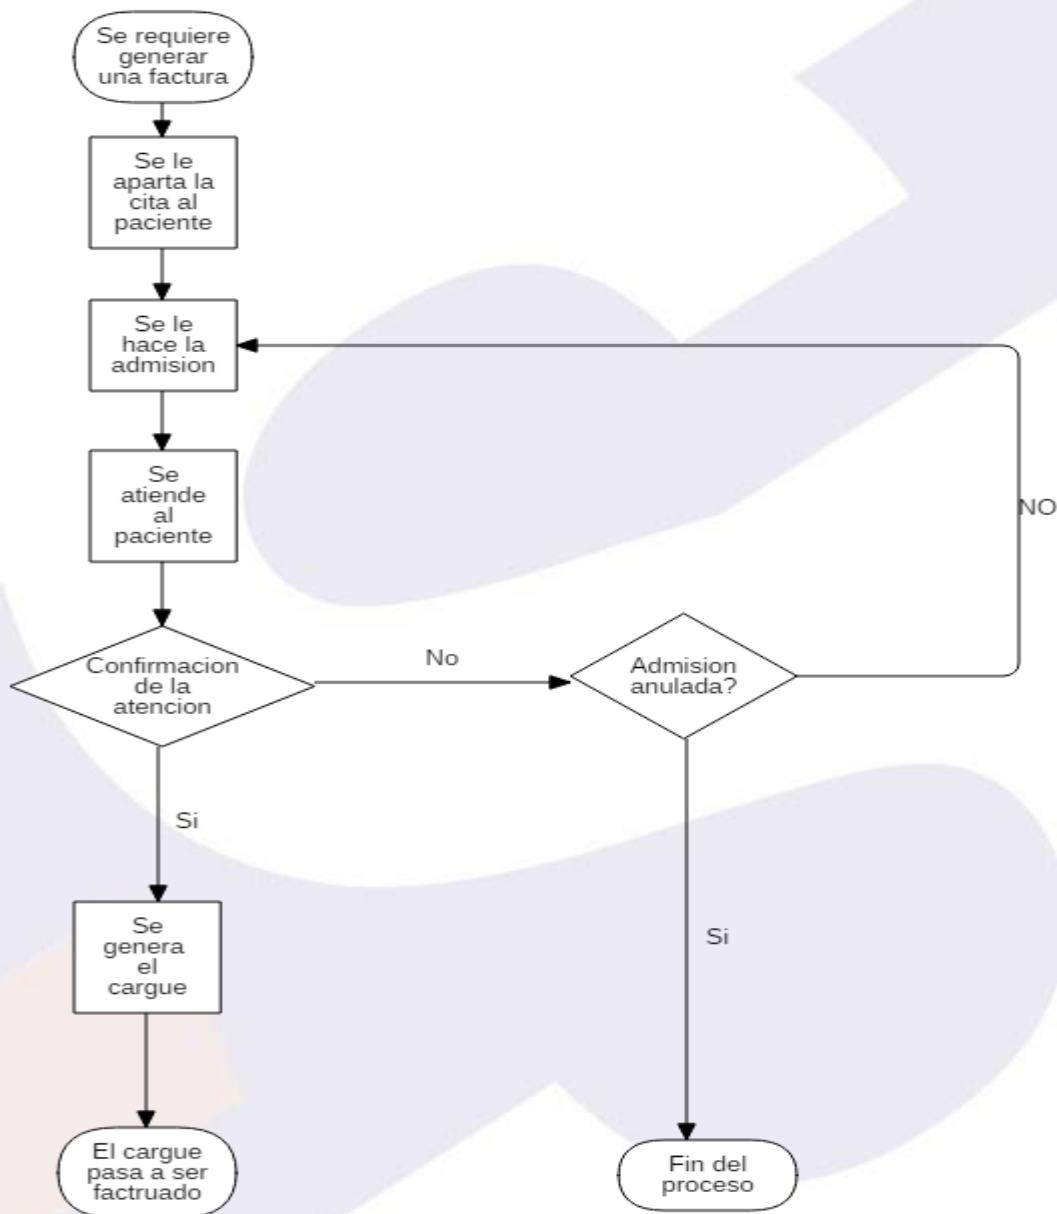 Se requiere
generar
una factura
Se le
aparta la
cita al
paciente
Se le
hace la
admision
Se
atiende
al
paciente
NO
Confirmacion
de la
atencion
No
Admision
anulada?
Si
Se
genera
el
cargue
Si
El cargue
pasa a ser
factruado
Fin del
proceso